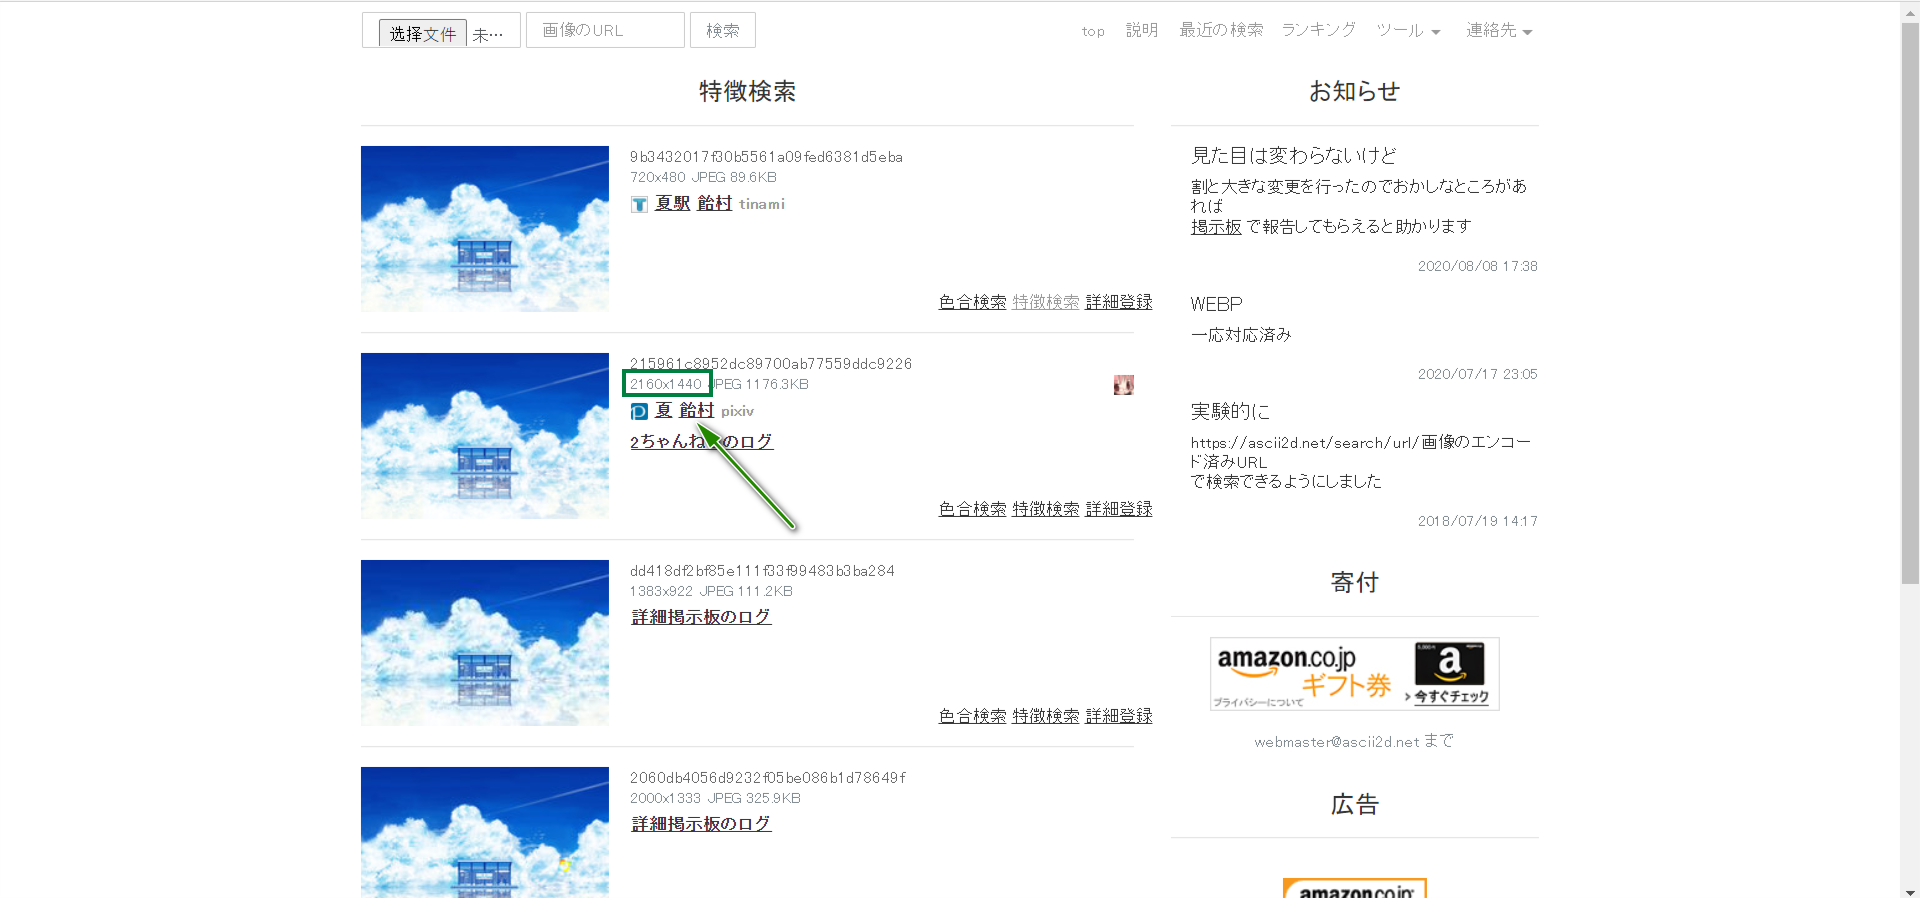 选择文件 未…
画像のURL
検索
top 説明 最近の検索 ランキング ツール 連絡先
特徴検索
9b3432017f30b5561a09fed6381d5eba
720x480 JPEG 89.6KB
夏駅 飴村 tinami
色合検索 特徴検索 詳細登録
215961c8952dc89700ab77559ddc9226
2160x1440 JPEG 1176.3KB
夏 飴村 pixiv
のログ
色合検索 特徴検索 詳細登録
dd418df2bf85e111f33f99483b3ba284
1383x922 JPEG 111.2KB
詳細掲示板のログ
色合検索 特徴検索 詳細登録
2060db4056d9232f05be086b1d78649f
2000x1333 JPEG 325.9KB
詳細掲示板のログ
お知らせ
見た目は変わらないけど
割と大きな変更を行ったのでおかしなところがあ
れば
掲示板 で報告してもらえると助かります
2020/08/08 17:38
WEBP
一応対応済み
2020/07/17 23:05
実験的に
https://ascii2d.net/search/url/画像のエンコー
ド済みURL
で検索できるようにしました
2018/07/19 14:17
寄付
amazon.co.jp
ギフト券
プライバシーについて
a
今すぐチェック
webmaster@ascii2d.net まで
広告
amazon.co.jp